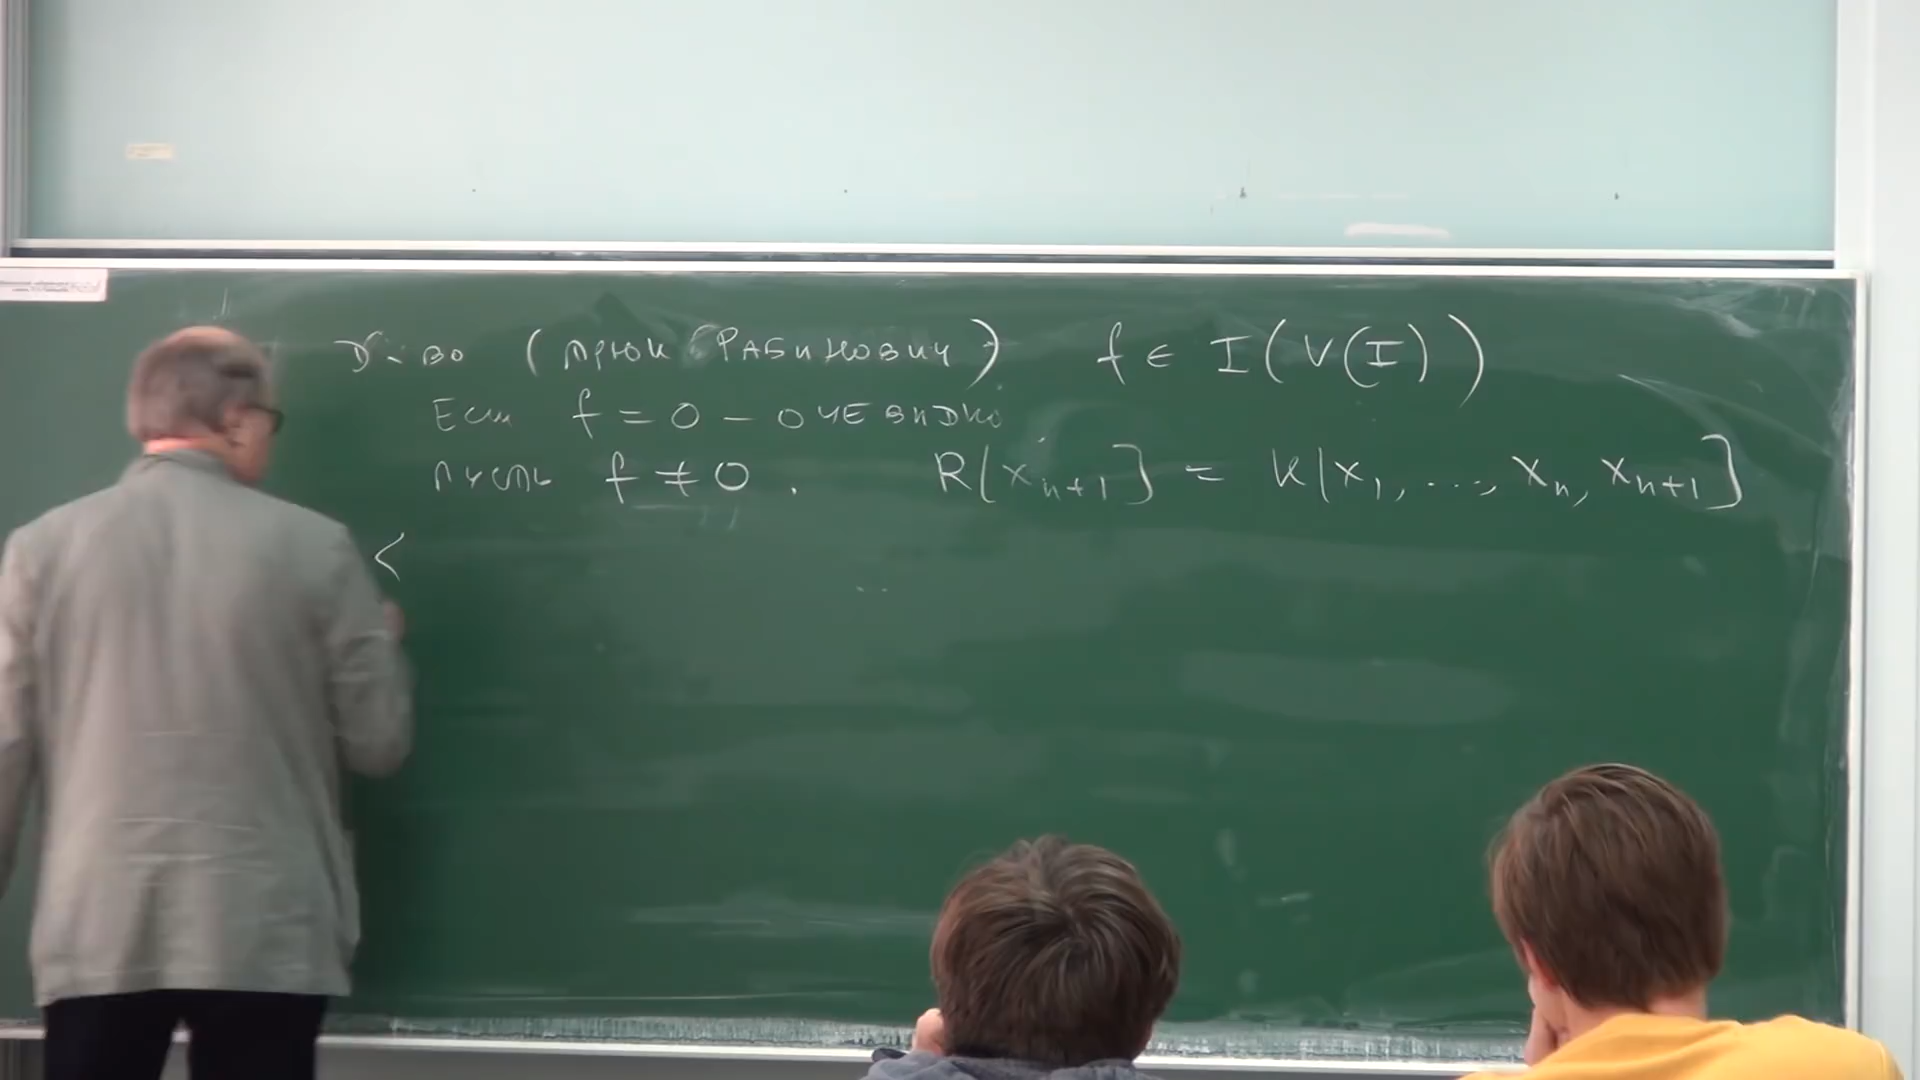 Д-во (трюк Рабинович) f ∈ I(V(I))
Если f = 0 – очевидно
пусть f ≠ 0. R[x_{n+1}] = K[x_1, ..., x_n, x_{n+1}]
<